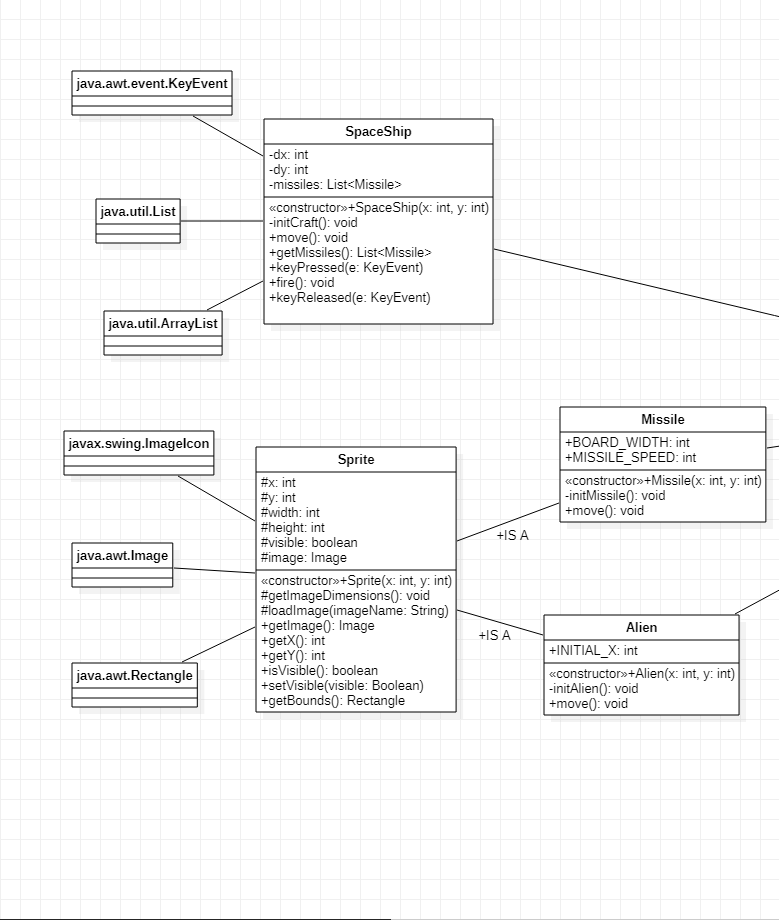 java.awt.event.KeyEvent
SpaceShip
-dx: int
-dy: int
-missiles: List<Missile>
«constructor»+SpaceShip(x: int, y: int)
-initCraft(): void
+move(): void
+getMissiles(): List<Missile>
+keyPressed(e: KeyEvent)
+fire(): void
+keyReleased(e: KeyEvent)
java.util.List
java.util.ArrayList
javax.swing.ImageIcon
java.awt.Image
java.awt.Rectangle
Sprite
#x: int
#y: int
#width: int
#height: int
#visible: boolean
#image: Image
«constructor»+Sprite(x: int, y: int)
#getImageDimensions(): void
#loadImage(imageName: String)
+getImage(): Image
+getX(): int
+getY(): int
+isVisible(): boolean
+setVisible(visible: Boolean)
+getBounds(): Rectangle
+IS A
+IS A
Missile
+BOARD_WIDTH: int
+MISSILE_SPEED: int
«constructor»+Missile(x: int, y: int)
-initMissile(): void
+move(): void
Alien
+INITIAL_X: int
«constructor»+Alien(x: int, y: int)
-initAlien(): void
+move(): void